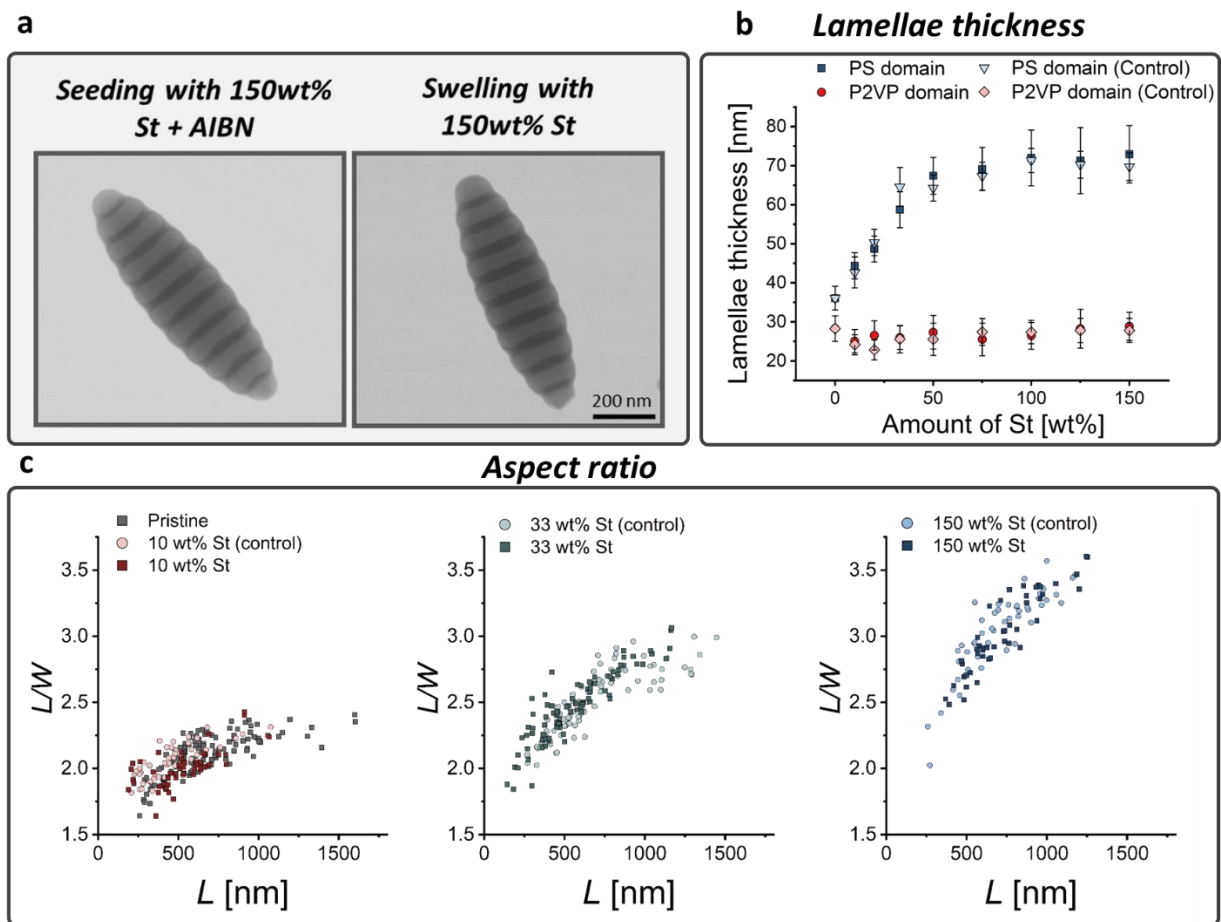 a
Seeding with 150wt%
St + AIBN
Swelling with
150wt% St
200 nm
b
Lamellae thickness
PS domain
PS domain (Control)
P2VP domain
P2VP domain (Control)
Lamellae thickness [nm]
80
70
60
50
40
30
20
0
50
100
150
Amount of St [wt%]
c
Aspect ratio
Pristine
10 wt% St (control)
10 wt% St
L/W
3.5
3.0
2.5
2.0
1.5
0
500
1000
1500
L [nm]
33 wt% St (control)
33 wt% St
L/W
3.5
3.0
2.5
2.0
1.5
0
500
1000
1500
L [nm]
150 wt% St (control)
150 wt% St
L/W
3.5
3.0
2.5
2.0
1.5
0
500
1000
1500
L [nm]